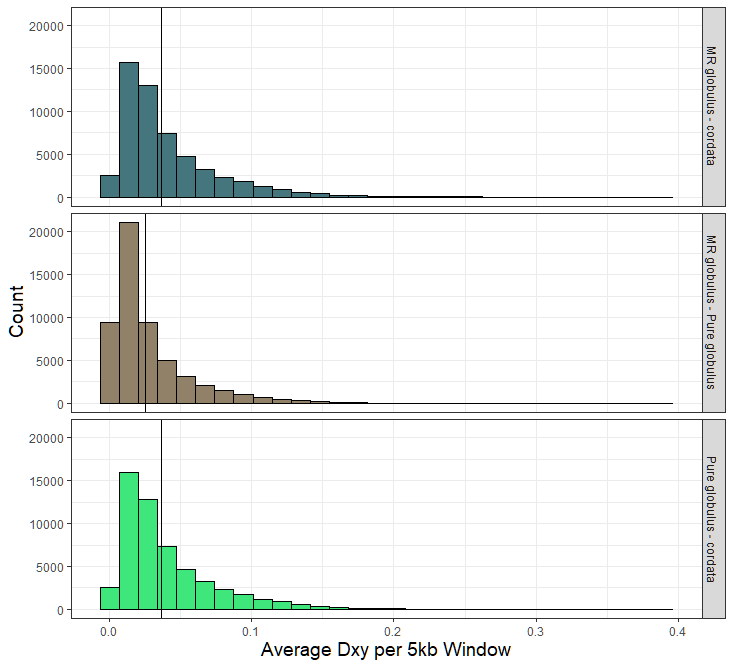 20000
15000
10000
5000
0
MR globulus - cordata
20000
15000
10000
5000
0
MR globulus - Pure globulus
Count
20000
15000
10000
5000
0
Pure globulus - cordata
0.0 0.1 0.2 0.3 0.4
Average Dxy per 5kb Window